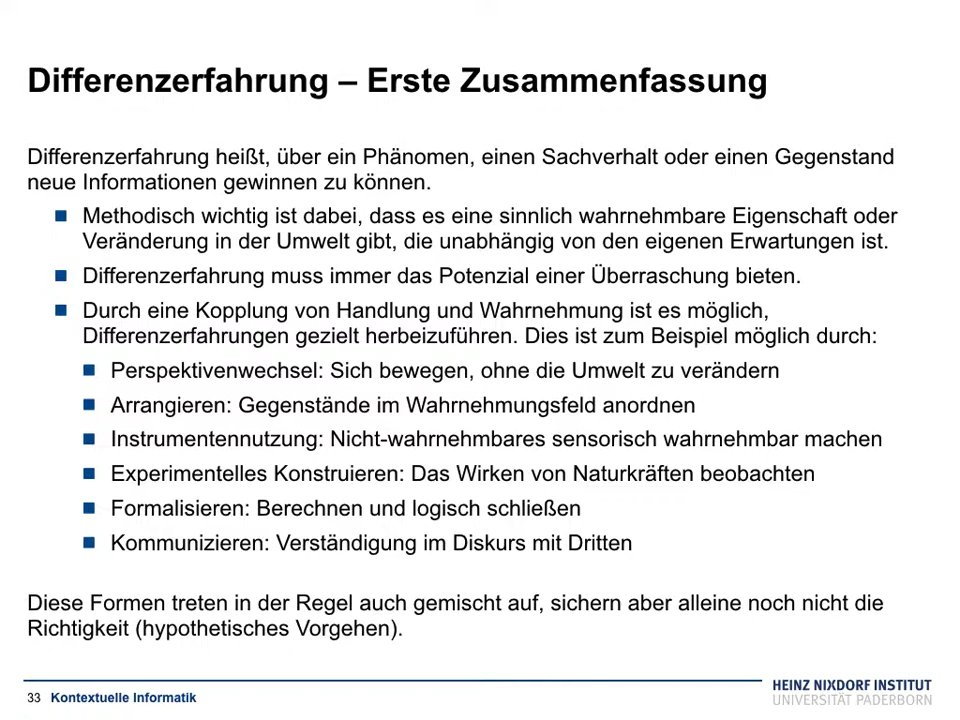 Differenzerfahrung – Erste Zusammenfassung
Differenzerfahrung heißt, über ein Phänomen, einen Sachverhalt oder einen Gegenstand
neue Informationen gewinnen zu können.
Methodisch wichtig ist dabei, dass es eine sinnlich wahrnehmbare Eigenschaft oder
Veränderung in der Umwelt gibt, die unabhängig von den eigenen Erwartungen ist.
Differenzerfahrung muss immer das Potenzial einer Überraschung bieten.
Durch eine Kopplung von Handlung und Wahrnehmung ist es möglich,
Differenzerfahrungen gezielt herbeizuführen. Dies ist zum Beispiel möglich durch:
Perspektivenwechsel: Sich bewegen, ohne die Umwelt zu verändern
Arrangieren: Gegenstände im Wahrnehmungsfeld anordnen
Instrumentennutzung: Nicht-wahrnehmbares sensorisch wahrnehmbar machen
Experimentelles Konstruieren: Das Wirken von Naturkräften beobachten
Formalisieren: Berechnen und logisch schließen
Kommunizieren: Verständigung im Diskurs mit Dritten
Diese Formen treten in der Regel auch gemischt auf, sichern aber alleine noch nicht die
Richtigkeit (hypothetisches Vorgehen).
33 Kontextuelle Informatik
HEINZ NIXDORF INSTITUT
UNIVERSITÄT PADERBORN